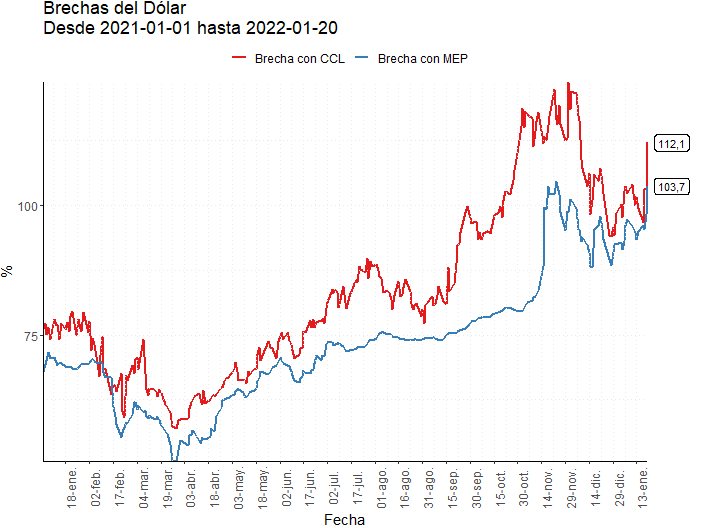 Brechas del Dólar
Desde 2021-01-01 hasta 2022-01-20
Brecha con CCL
Brecha con MEP
112,1
103,7
100
75
%
18-ene.
02-feb.
17-feb.
04-mar.
19-mar.
03-abr.
18-abr.
03-may.
18-may.
02-jun.
17-jun.
02-jul.
17-jul.
01-ago.
16-ago.
31-ago.
15-sep.
30-sep.
15-oct.
30-oct.
14-nov.
29-nov.
14-dic.
29-dic.
13-ene.
Fecha